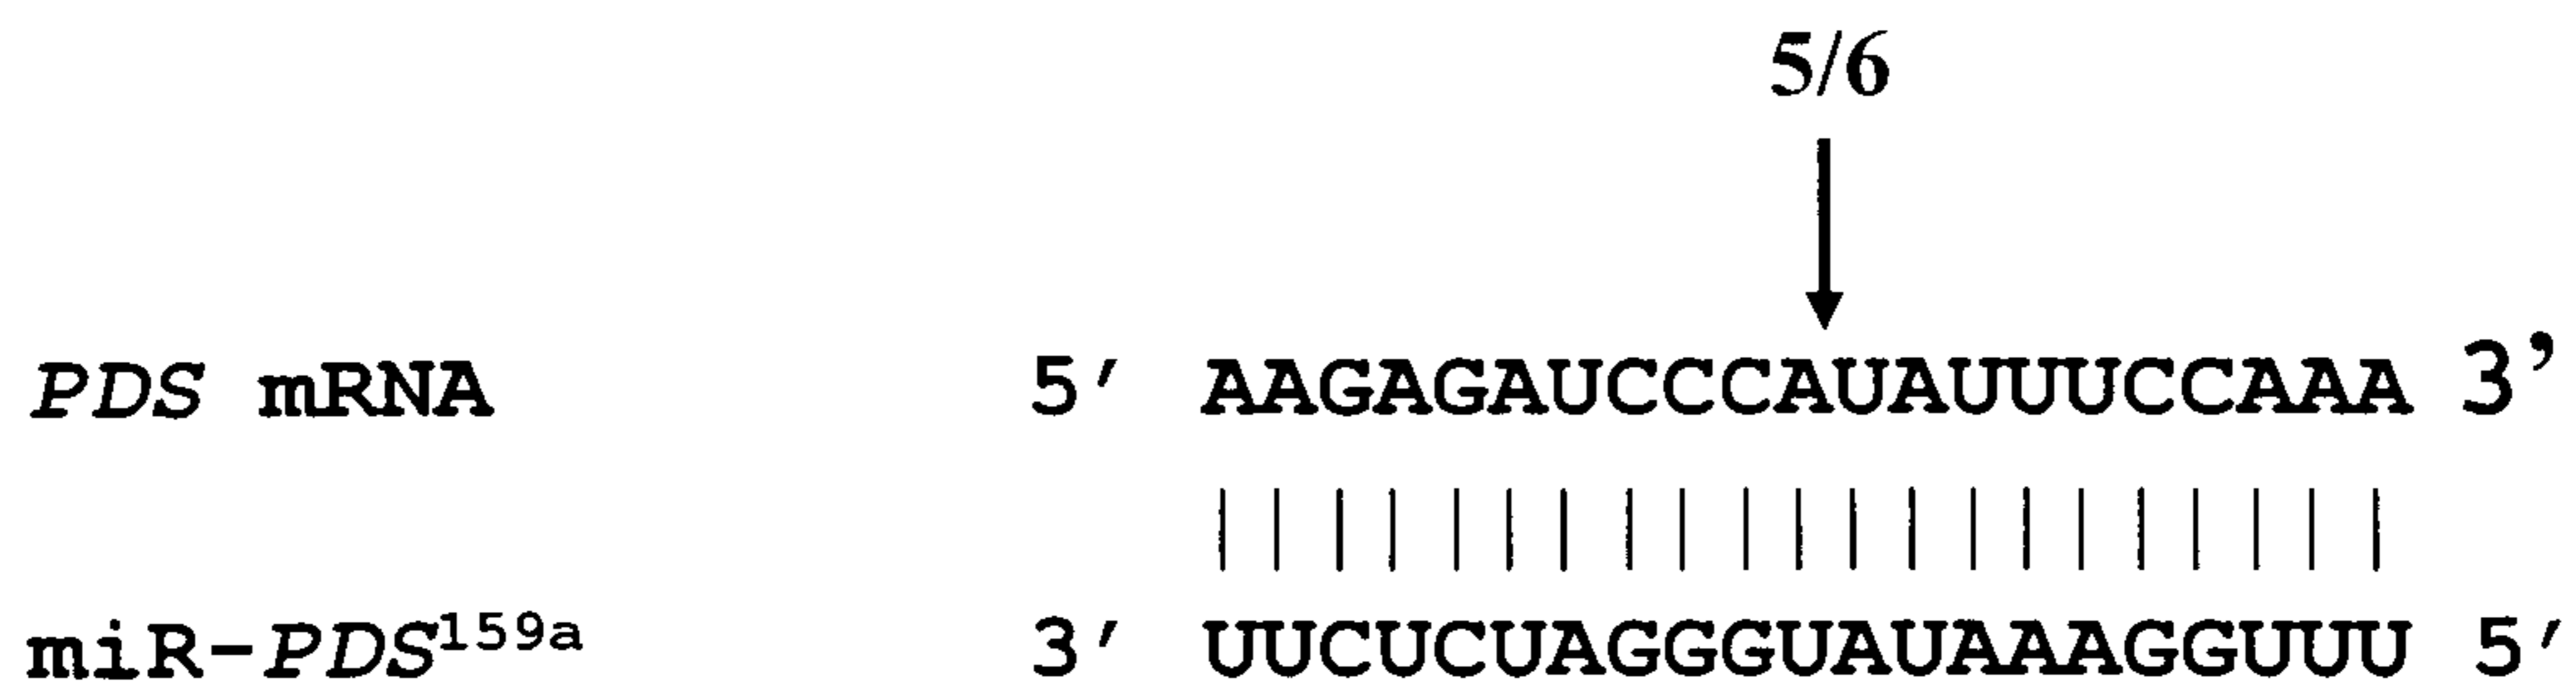 5/6
PDS mRNA 5′ AAGAGAUCCCAUAUUUCCAAA 3’
miR-PDS159a 3′ UUCUCUAGGGUAUAAAGGUUU 5′